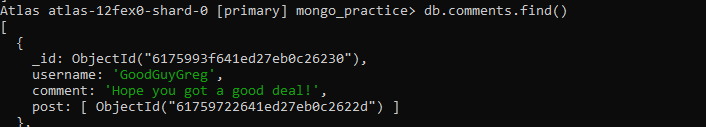 Atlas atlas-12fex0-shard-0 [primary] mongo_practice> db.comments.find()
[
  {
    _id: ObjectId("6175993f641ed27eb0c26230"),
    username: 'GoodGuyGreg',
    comment: 'Hope you got a good deal!',
    post: [ ObjectId("61759722641ed27eb0c2622d") ]
  },